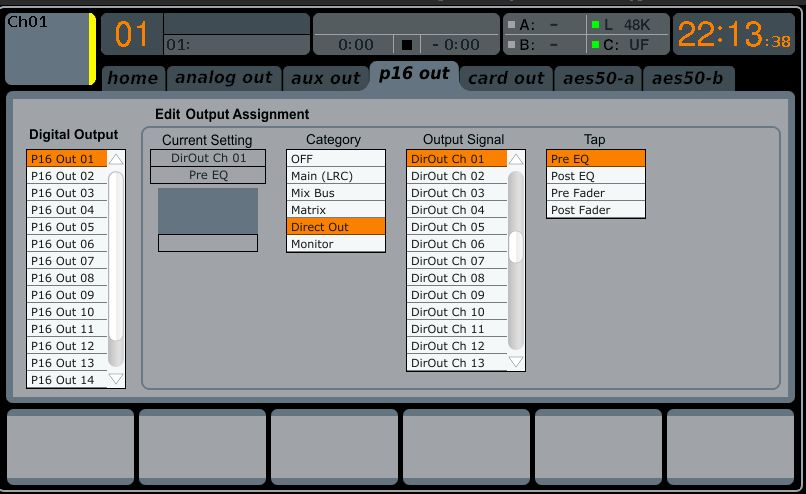 Ch01
01
01:
0:00
- 0:00
A: -
B: -
L 48K
C: UF
22:13:38
home
analog out
aux out
p16 out
card out
aes50-a
aes50-b
Edit Output Assignment
Digital Output
P16 Out 01
P16 Out 02
P16 Out 03
P16 Out 04
P16 Out 05
P16 Out 06
P16 Out 07
P16 Out 08
P16 Out 09
P16 Out 10
P16 Out 11
P16 Out 12
P16 Out 13
P16 Out 14
Current Setting
DirOut Ch 01
Pre EQ
Category
OFF
Main (LRC)
Mix Bus
Matrix
Direct Out
Monitor
Output Signal
DirOut Ch 01
DirOut Ch 02
DirOut Ch 03
DirOut Ch 04
DirOut Ch 05
DirOut Ch 06
DirOut Ch 07
DirOut Ch 08
DirOut Ch 09
DirOut Ch 10
DirOut Ch 11
DirOut Ch 12
DirOut Ch 13
Tap
Pre EQ
Post EQ
Pre Fader
Post Fader